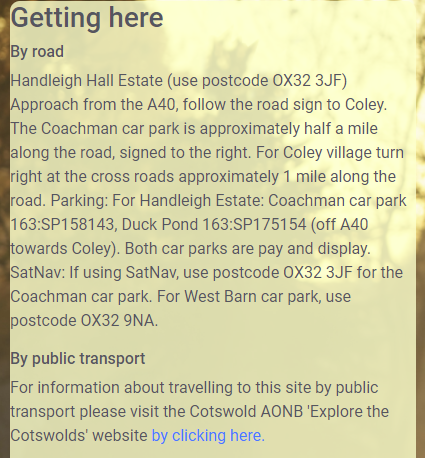 Getting here
By road
Handleigh Hall Estate (use postcode OX32 3JF)
Approach from the A40, follow the road sign to Coley.
The Coachman car park is approximately half a mile
along the road, signed to the right. For Coley village turn
right at the cross roads approximately 1 mile along the
road. Parking: For Handleigh Estate: Coachman car park
163:SP158143, Duck Pond 163:SP175154 (off A40
towards Coley). Both car parks are pay and display.
SatNav: If using SatNav, use postcode OX32 3JF for the
Coachman car park. For West Barn car park, use
postcode OX32 9NA.
By public transport
For information about travelling to this site by public
transport please visit the Cotswold AONB 'Explore the
Cotswolds' website by clicking here.